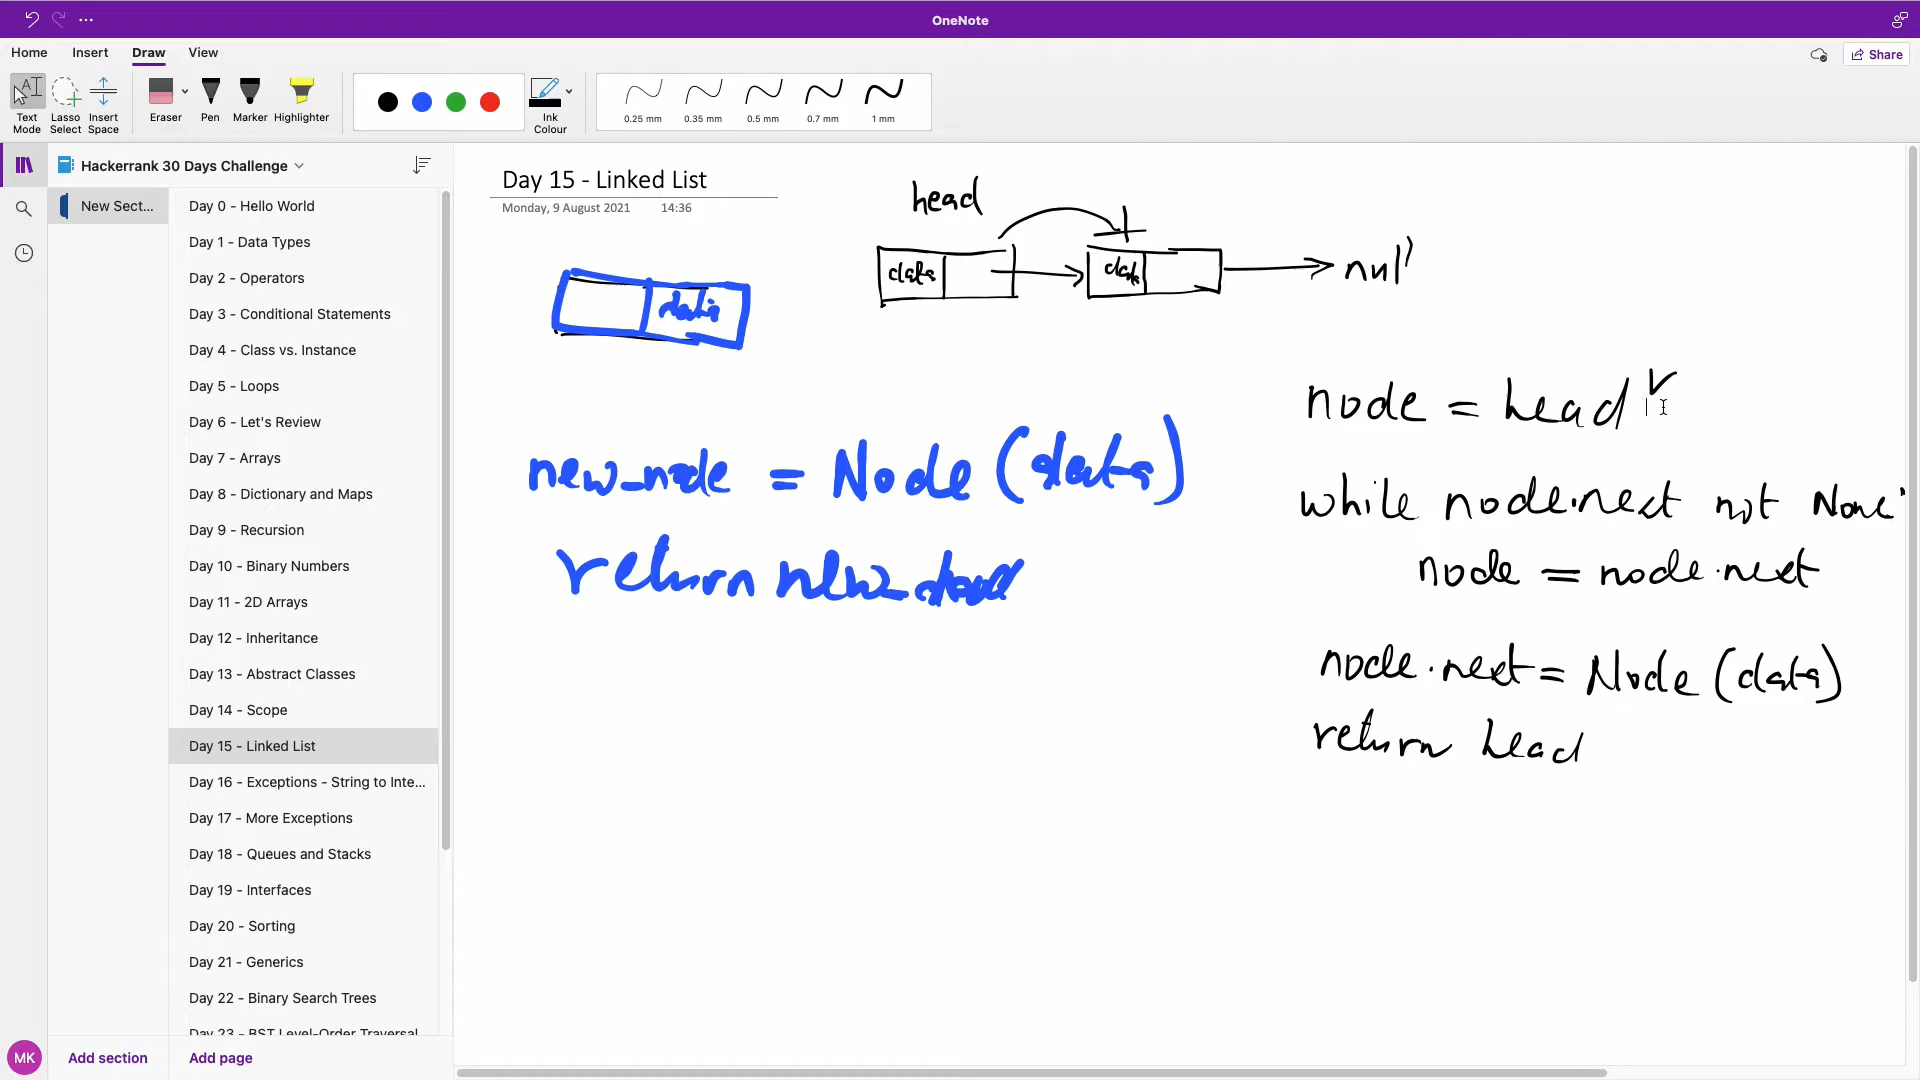 OneNote
Home Insert Draw View
Share
Text Mode
Lasso Select
Insert Space
Eraser
Pen
Marker
Highlighter
Ink Colour
0.25 mm
0.35 mm
0.5 mm
0.7 mm
1 mm
Hackerrank 30 Days Challenge
New Sect...
Day 0 - Hello World
Day 1 - Data Types
Day 2 - Operators
Day 3 - Conditional Statements
Day 4 - Class vs. Instance
Day 5 - Loops
Day 6 - Let's Review
Day 7 - Arrays
Day 8 - Dictionary and Maps
Day 9 - Recursion
Day 10 - Binary Numbers
Day 11 - 2D Arrays
Day 12 - Inheritance
Day 13 - Abstract Classes
Day 14 - Scope
Day 15 - Linked List
Day 16 - Exceptions - String to Inte...
Day 17 - More Exceptions
Day 18 - Queues and Stacks
Day 19 - Interfaces
Day 20 - Sorting
Day 21 - Generics
Day 22 - Binary Search Trees
Day 23 - BST Level-Order Traversal
MK
Add section
Add page
Day 15 - Linked List
Monday, 9 August 2021 14:36
head
data
data
null
data
new_node = Node (data)
return new_
node = head
while node.next not None:
node = node.next
node.next = Node (data)
return head